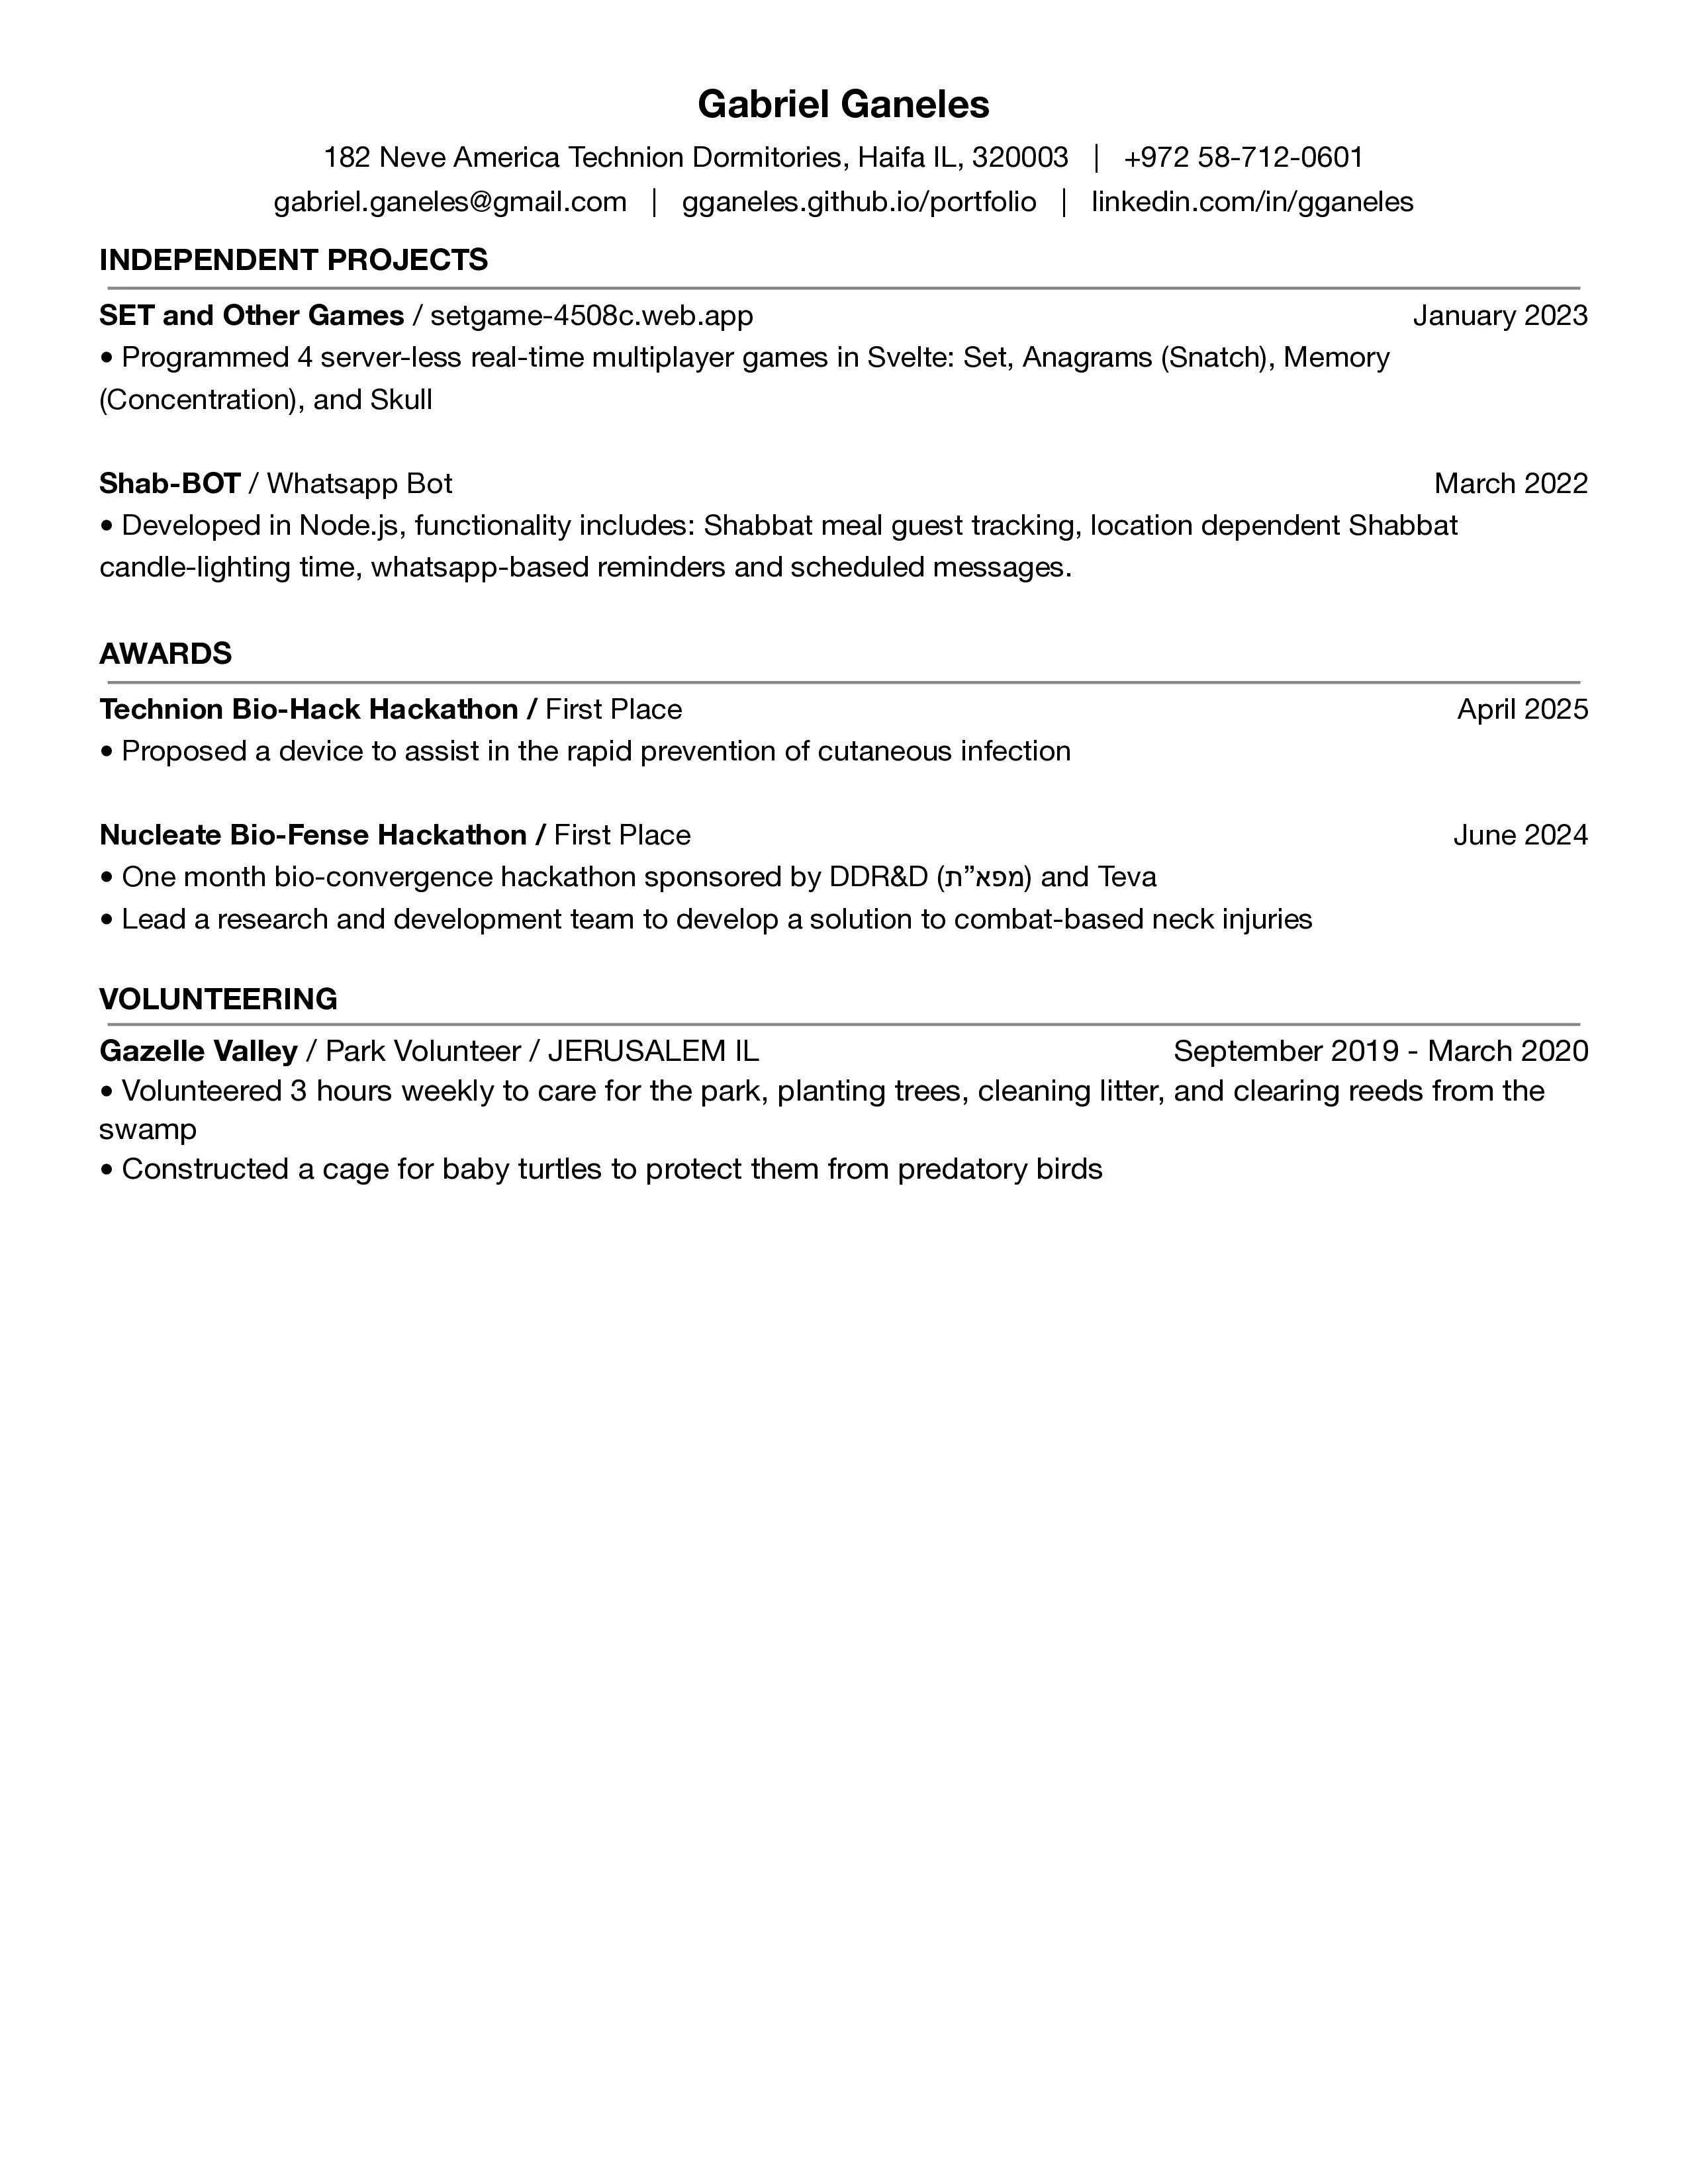 Gabriel Ganeles
182 Neve America Technion Dormitories, Haifa IL, 320003 | +972 58-712-0601
gabriel.ganeles@gmail.com | gganeles.github.io/portfolio | linkedin.com/in/gganeles
INDEPENDENT PROJECTS
SET and Other Games / setgame-4508c.web.app January 2023
• Programmed 4 server-less real-time multiplayer games in Svelte: Set, Anagrams (Snatch), Memory
(Concentration), and Skull
Shab-BOT / Whatsapp Bot March 2022
• Developed in Node.js, functionality includes: Shabbat meal guest tracking, location dependent Shabbat
candle-lighting time, whatsapp-based reminders and scheduled messages.
AWARDS
Technion Bio-Hack Hackathon / First Place April 2025
• Proposed a device to assist in the rapid prevention of cutaneous infection
Nucleate Bio-Fense Hackathon / First Place June 2024
• One month bio-convergence hackathon sponsored by DDR&D (מפא”ת) and Teva
• Lead a research and development team to develop a solution to combat-based neck injuries
VOLUNTEERING
Gazelle Valley / Park Volunteer / JERUSALEM IL September 2019 - March 2020
• Volunteered 3 hours weekly to care for the park, planting trees, cleaning litter, and clearing reeds from the
swamp
• Constructed a cage for baby turtles to protect them from predatory birds